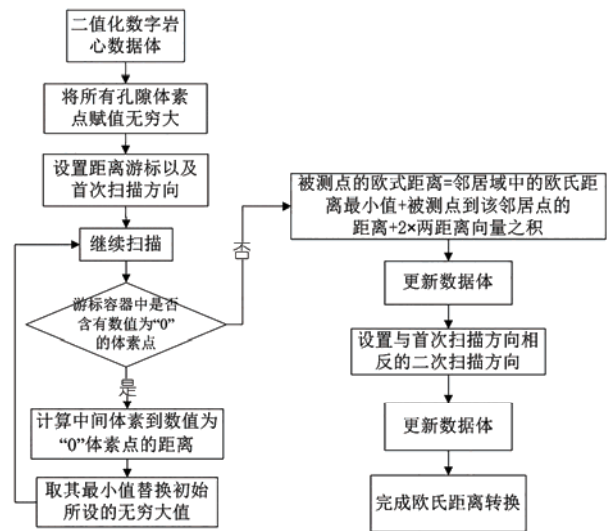 二值化数字岩
心数据体
将所有孔隙体素
点赋值无穷大
设置距离游标以及
首次扫描方向
继续扫描
游标容器中是否
含有数值为“0”
的体素点
是
计算中间体素到数值为
“0”体素点的距离
取其最小值替换初始
所设的无穷大值
否
被测点的欧式距离=邻居域中的欧氏距
离最小值+被测点到该邻居点的
距离+2×两距离向量之积
更新数据体
设置与首次扫描方向相
反的二次扫描方向
更新数据体
完成欧氏距离转换